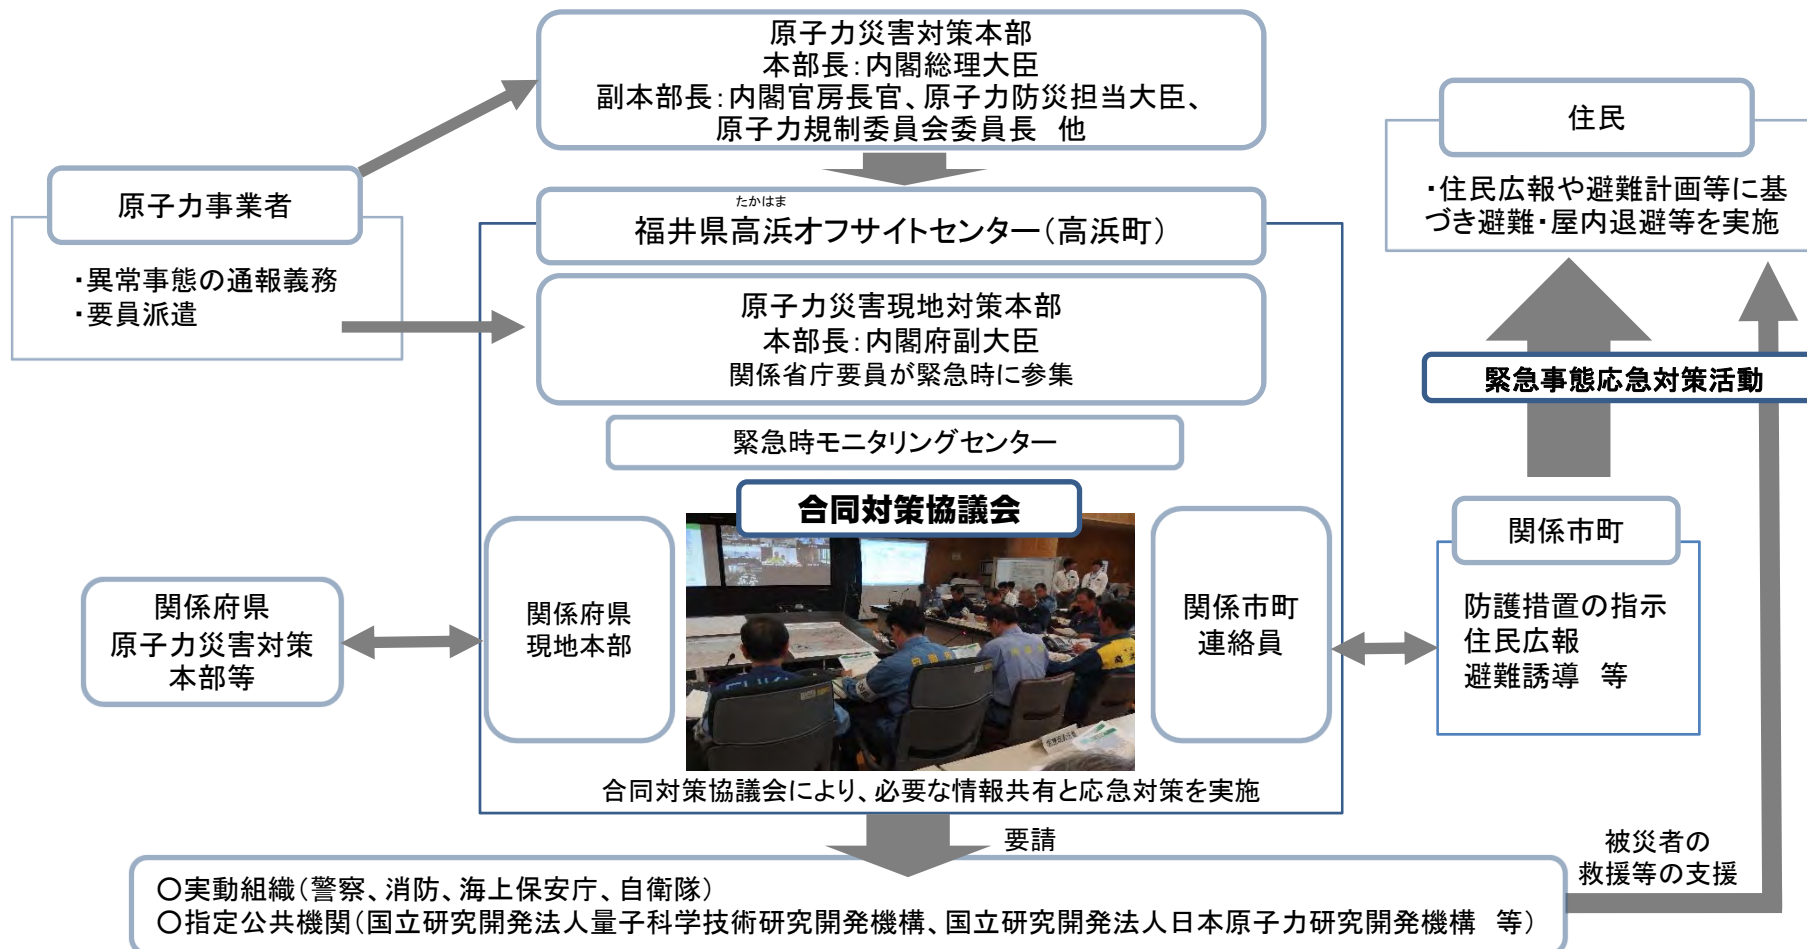 原子力災害対策本部
本部長：内閣総理大臣
副本部長：内閣官房長官、原子力防災担当大臣、
原子力規制委員会委員長　他
原子力事業者
・異常事態の通報義務
・要員派遣
たかはま
福井県高浜オフサイトセンター（高浜町）
原子力災害現地対策本部
本部長：内閣府副大臣
関係省庁要員が緊急時に参集
緊急時モニタリングセンター
合同対策協議会
関係府県
現地本部
関係市町
連絡員
合同対策協議会により、必要な情報共有と応急対策を実施
関係府県
原子力災害対策
本部等
住民
・住民広報や避難計画等に基
づき避難・屋内退避等を実施
緊急事態応急対策活動
関係市町
防護措置の指示
住民広報
避難誘導　等
要請
被災者の
救援等の支援
〇実動組織（警察、消防、海上保安庁、自衛隊）
〇指定公共機関（国立研究開発法人量子科学技術研究開発機構、国立研究開発法人日本原子力研究開発機構　等）